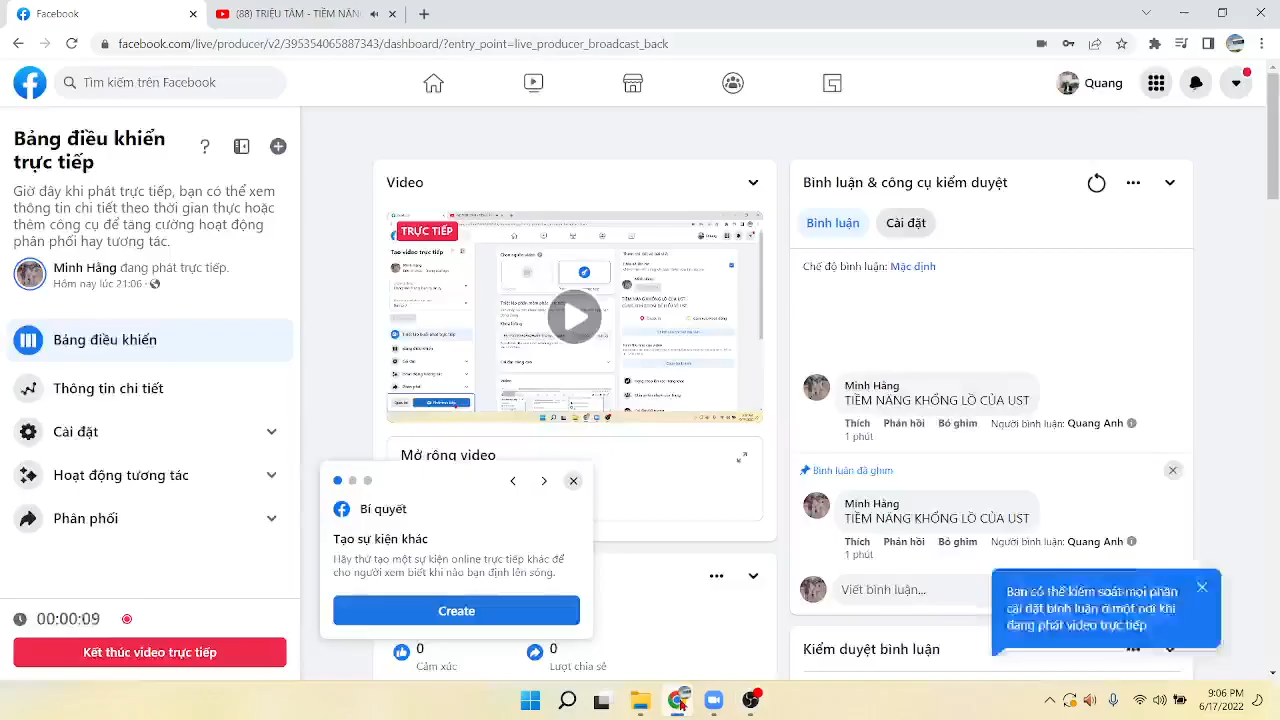 Facebook
(88) TRIỆU TÂM - TIỀM NĂN
facebook.com/live/producer/v2/395354065887343/dashboard/?entry_point=live_producer_broadcast_back
Tìm kiếm trên Facebook
Quang
Bảng điều khiển
trực tiếp
Giờ đây khi phát trực tiếp, bạn có thể xem
thông tin chi tiết theo thời gian thực hoặc
thêm công cụ để tăng cường hoạt động
phân phối hay tương tác.
Minh Hằng đang phát trực tiếp.
Hôm nay lúc 21:06
Bảng điều khiển
Thông tin chi tiết
Cài đặt
Hoạt động tương tác
Phân phối
00:00:09
Kết thúc video trực tiếp
Video
TRỰC TIẾP
Tạo video trực tiếp
Mở rộng video
Bí quyết
Tạo sự kiện khác
Hãy thử tạo một sự kiện online trực tiếp khác để
cho người xem biết khi nào bạn định lên sóng.
Create
0
Cảm xúc
0
Lượt chia sẻ
Bình luận & công cụ kiểm duyệt
Bình luận
Cài đặt
Chế độ bình luận: Mặc định
Minh Hằng
TIỀM NĂNG KHỔNG LỒ CỦA UST
Thích Phản hồi Bỏ ghim Người bình luận: Quang Anh
1 phút
Bình luận đã ghim
Minh Hằng
TIỀM NĂNG KHỔNG LỒ CỦA UST
Thích Phản hồi Bỏ ghim Người bình luận: Quang Anh
1 phút
Viết bình luận...
Bạn có thể kiểm soát mọi phần
cài đặt bình luận ở một nơi khi
đang phát video trực tiếp
Kiểm duyệt bình luận
9:06 PM
6/17/2022